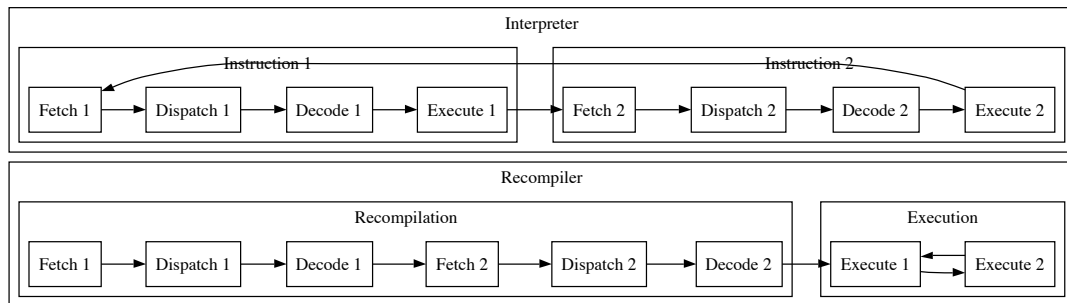 Interpreter
Instruction 1 Instruction 2
Fetch 1 Dispatch 1 Decode 1 Execute 1 Fetch 2 Dispatch 2 Decode 2 Execute 2
Recompiler
Recompilation Execution
Fetch 1 Dispatch 1 Decode 1 Fetch 2 Dispatch 2 Decode 2 Execute 1 Execute 2